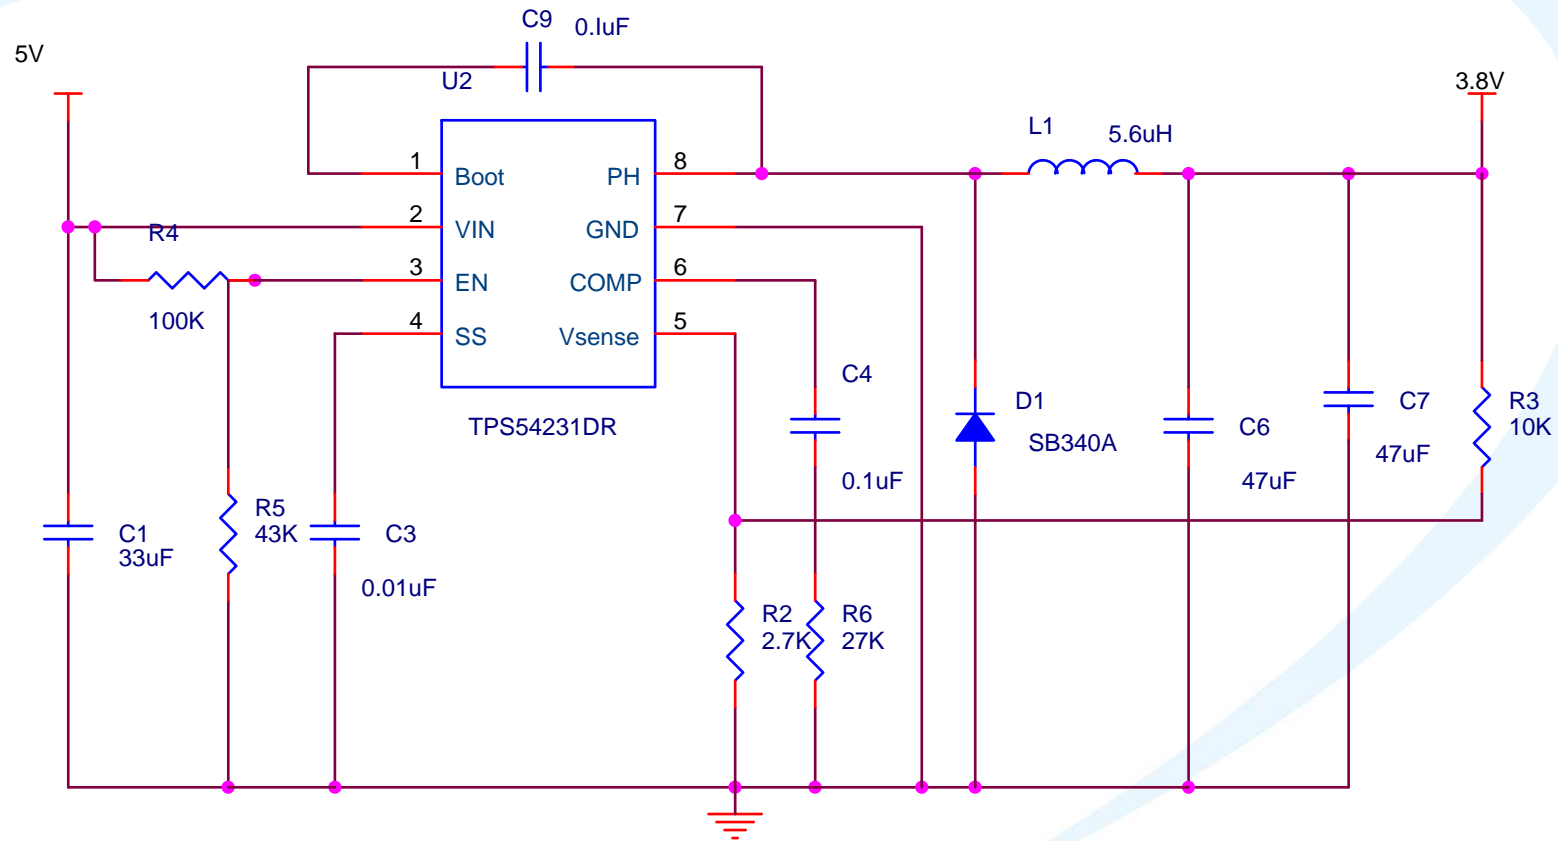 C9
0.IuF
5V
U2
3.8V
L1
5.6uH
1
Boot
PH
8
2
VIN
GND
7
R4
3
EN
COMP
6
100K
4
SS
Vsense
5
C4
D1
C7
R3
10K
TPS54231DR
SB340A
C6
47uF
0.1uF
47uF
R5
43K
C1
33uF
C3
0.01uF
R2
2.7K
R6
27K